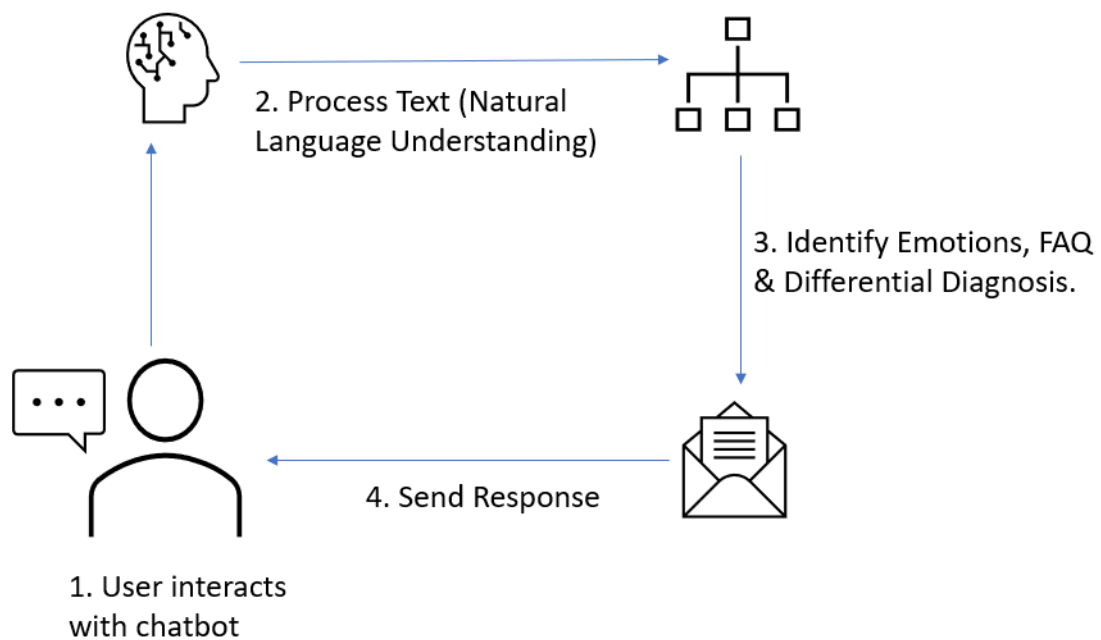 2. Process Text (Natural
Language Understanding)
3. Identify Emotions, FAQ
& Differential Diagnosis.
4. Send Response
1. User interacts
with chatbot